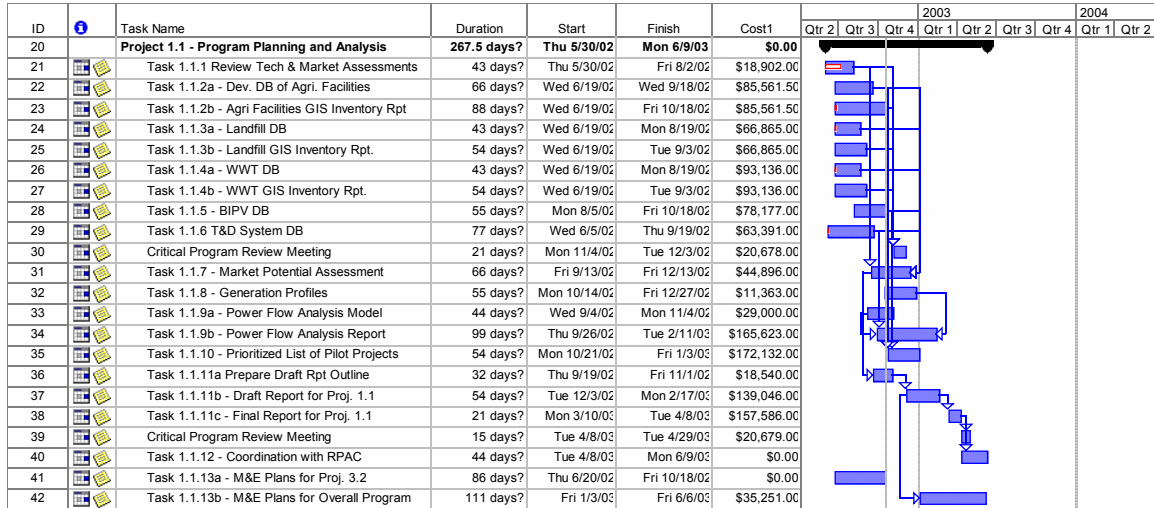 2003 2004
ID Task Name Duration Start Finish Cost1 Qtr 2 Qtr 3 Qtr 4 Qtr 1 Qtr 2 Qtr 3 Qtr 4 Qtr 1 Qtr 2
20 Project 1.1 - Program Planning and Analysis 267.5 days? Thu 5/30/02 Mon 6/9/03 $0.00
21 Task 1.1.1 Review Tech & Market Assessments 43 days? Thu 5/30/02 Fri 8/2/02 $18,902.00
22 Task 1.1.2a - Dev. DB of Agri. Facilities 66 days? Wed 6/19/02 Wed 9/18/02 $85,561.50
23 Task 1.1.2b - Agri Facilities GIS Inventory Rpt 88 days? Wed 6/19/02 Fri 10/18/02 $85,561.50
24 Task 1.1.3a - Landfill DB 43 days? Wed 6/19/02 Mon 8/19/02 $66,865.00
25 Task 1.1.3b - Landfill GIS Inventory Rpt. 54 days? Wed 6/19/02 Tue 9/3/02 $66,865.00
26 Task 1.1.4a - WWT DB 43 days? Wed 6/19/02 Mon 8/19/02 $93,136.00
27 Task 1.1.4b - WWT GIS Inventory Rpt. 54 days? Wed 6/19/02 Tue 9/3/02 $93,136.00
28 Task 1.1.5 - BIPV DB 55 days? Mon 8/5/02 Fri 10/18/02 $78,177.00
29 Task 1.1.6 T&D System DB 77 days? Wed 6/5/02 Thu 9/19/02 $63,391.00
30 Critical Program Review Meeting 21 days? Mon 11/4/02 Tue 12/3/02 $20,678.00
31 Task 1.1.7 - Market Potential Assessment 66 days? Fri 9/13/02 Fri 12/13/02 $44,896.00
32 Task 1.1.8 - Generation Profiles 55 days? Mon 10/14/02 Fri 12/27/02 $11,363.00
33 Task 1.1.9a - Power Flow Analysis Model 44 days? Wed 9/4/02 Mon 11/4/02 $29,000.00
34 Task 1.1.9b - Power Flow Analysis Report 99 days? Thu 9/26/02 Tue 2/11/03 $165,623.00
35 Task 1.1.10 - Prioritized List of Pilot Projects 54 days? Mon 10/21/02 Fri 1/3/03 $172,132.00
36 Task 1.1.11a Prepare Draft Rpt Outline 32 days? Thu 9/19/02 Fri 11/1/02 $18,540.00
37 Task 1.1.11b - Draft Report for Proj. 1.1 54 days? Tue 12/3/02 Mon 2/17/03 $139,046.00
38 Task 1.1.11c - Final Report for Proj. 1.1 21 days? Mon 3/10/03 Tue 4/8/03 $157,586.00
39 Critical Program Review Meeting 15 days? Tue 4/8/03 Tue 4/29/03 $20,679.00
40 Task 1.1.12 - Coordination with RPAC 44 days? Tue 4/8/03 Mon 6/9/03 $0.00
41 Task 1.1.13a - M&E Plans for Proj. 3.2 86 days? Thu 6/20/02 Fri 10/18/02 $0.00
42 Task 1.1.13b - M&E Plans for Overall Program 111 days? Fri 1/3/03 Fri 6/6/03 $35,251.00